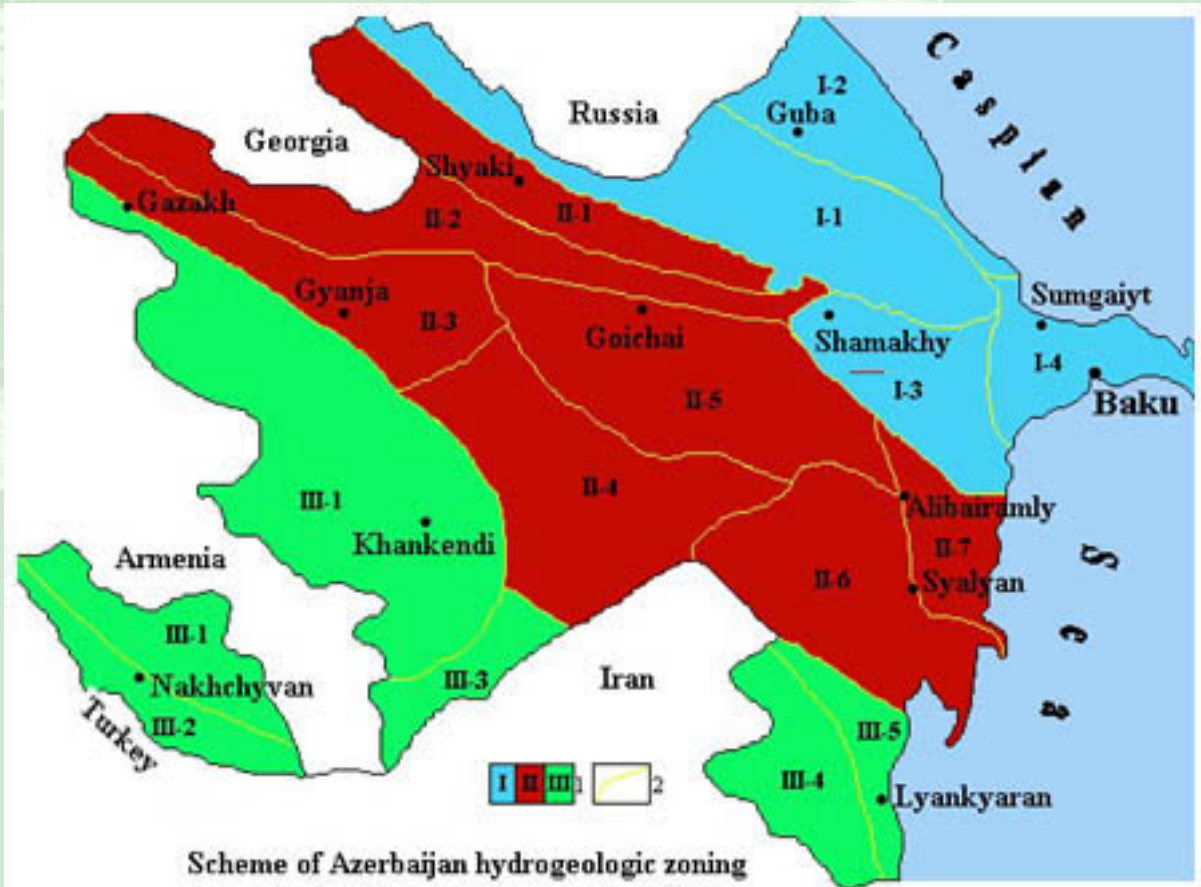 Caspian
I-2
Guba
Russia
Georgia
Shyaki
Gazakh
II-2
II-1
I-1
Gyanja
II-3
Goichai
Sumgaiyt
Shamakhy
I-4
I-3
Baku
II-5
III-1
II-4
Alibairamly
Khankendi
II-7
Armenia
Sea
II-6
Syalyan
III-1
Nakhchyvan
III-3
Iran
III-2
Turkey
III-5
I II III 1 2
III-4
Lyankyaran
Scheme of Azerbaijan hydrogeologic zoning